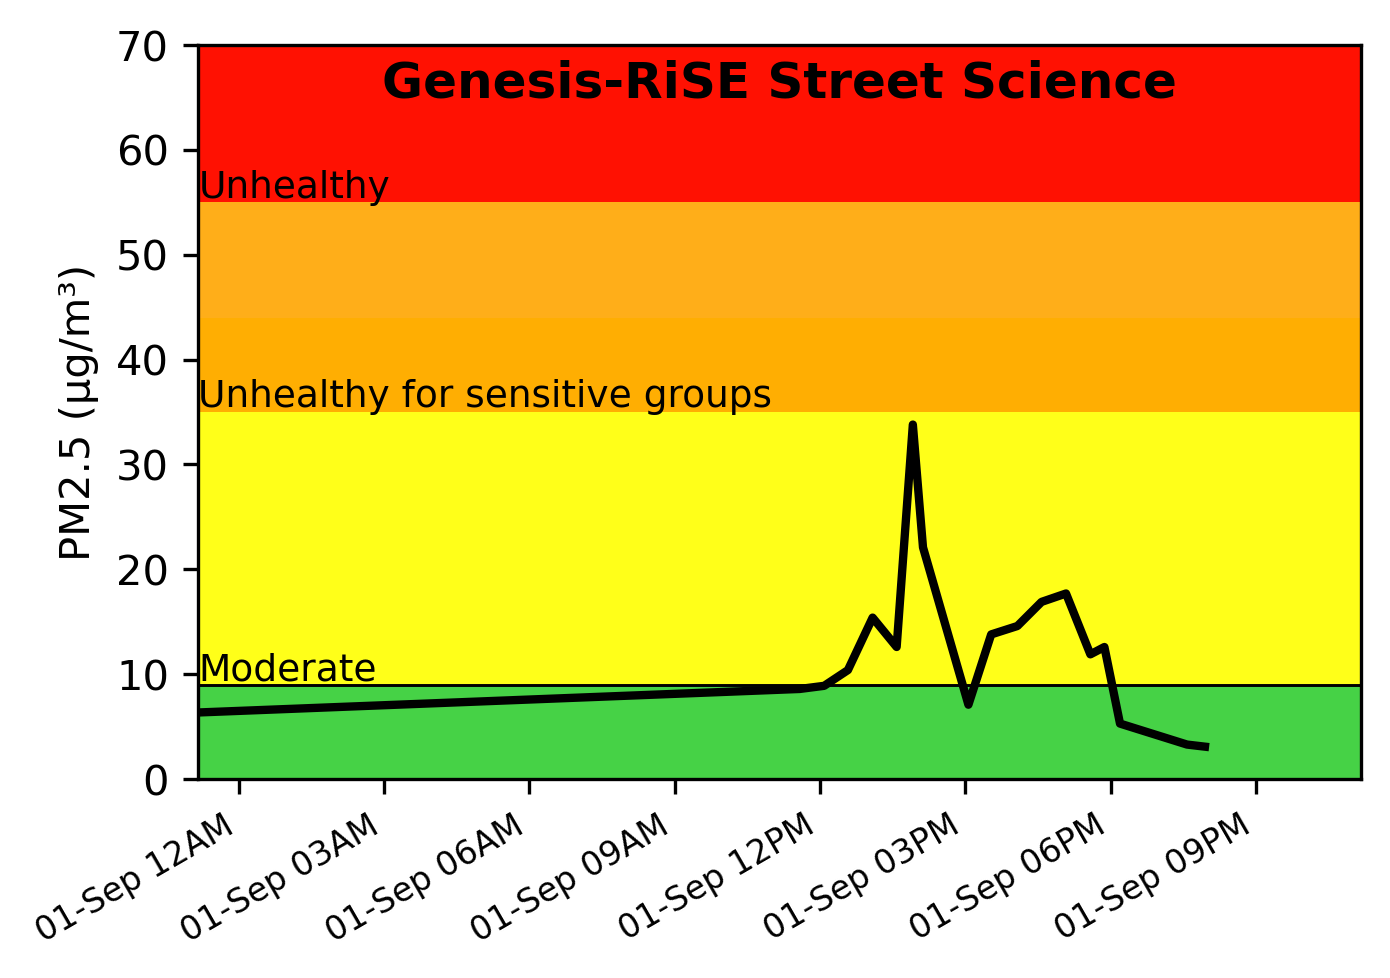 Genesis-RiSE Street Science
PM2.5 (µg/m³)
70
60
50
40
30
20
10
0
Unhealthy
Unhealthy for sensitive groups
Moderate
01-Sep 12AM
01-Sep 03AM
01-Sep 06AM
01-Sep 09AM
01-Sep 12PM
01-Sep 03PM
01-Sep 06PM
01-Sep 09PM